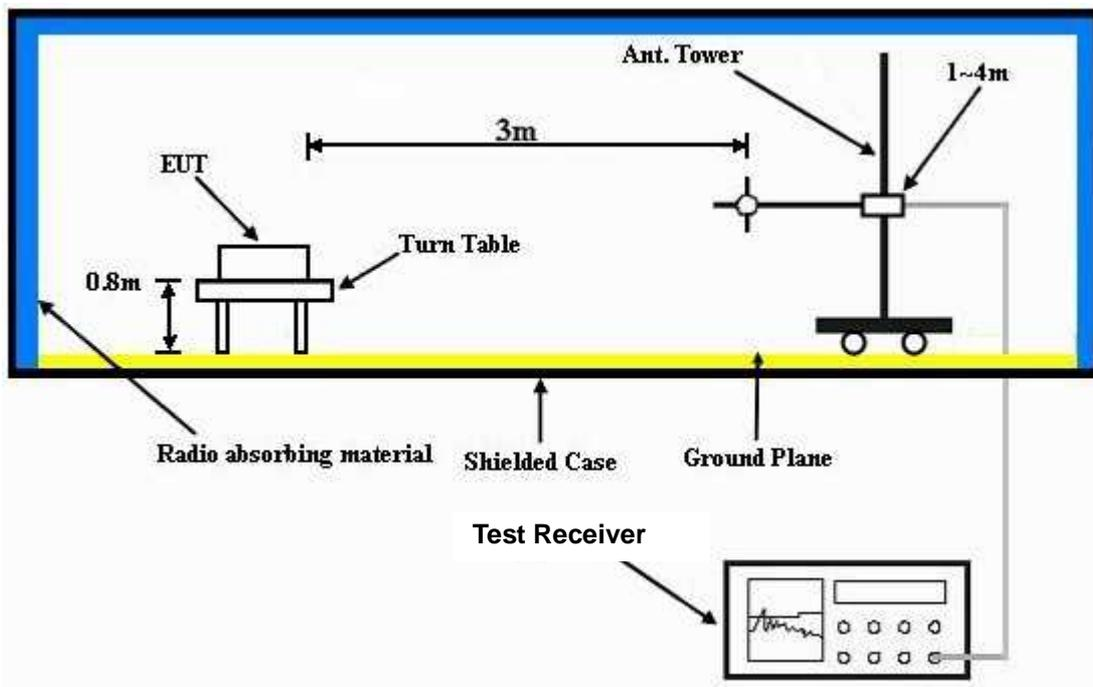 Ant. Tower
1~4m
3m
EUT
Turn Table
0.8m
Radio absorbing material
Shielded Case
Ground Plane
Test Receiver